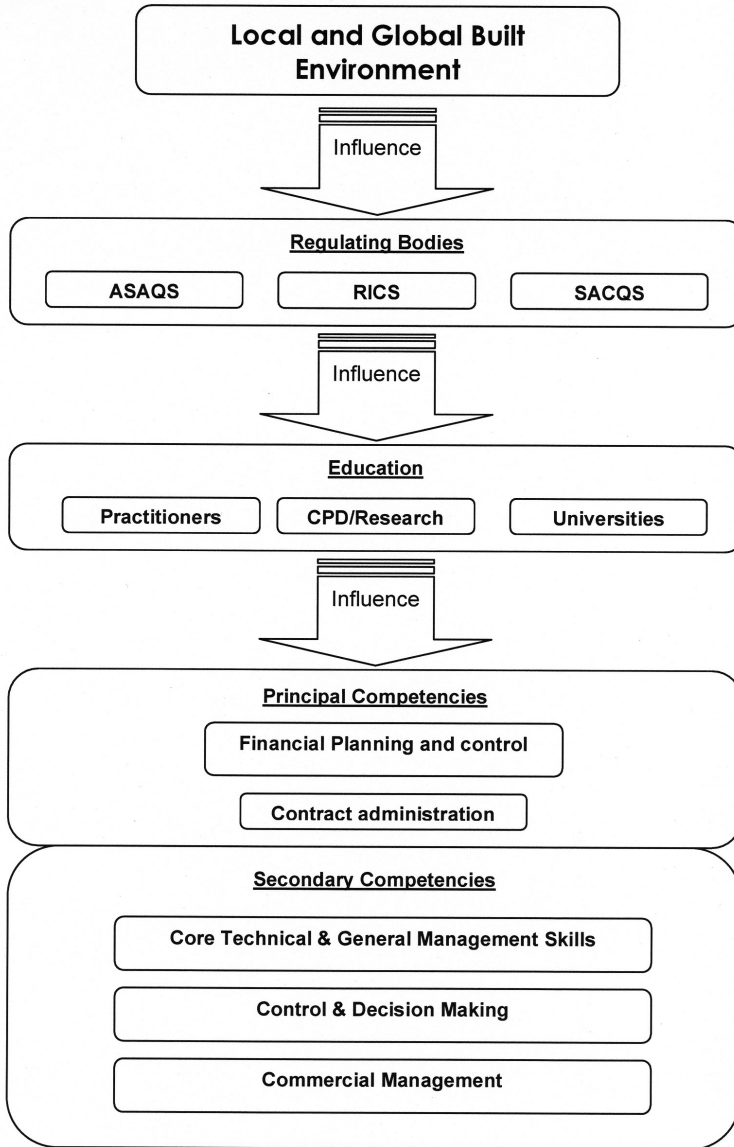 Local and Global Built
Environment
Influence
Regulating Bodies
ASAQS
RICS
SACQS
Influence
Education
Practitioners
CPD/Research
Universities
Influence
Principal Competencies
Financial Planning and control
Contract administration
Secondary Competencies
Core Technical & General Management Skills
Control & Decision Making
Commercial Management